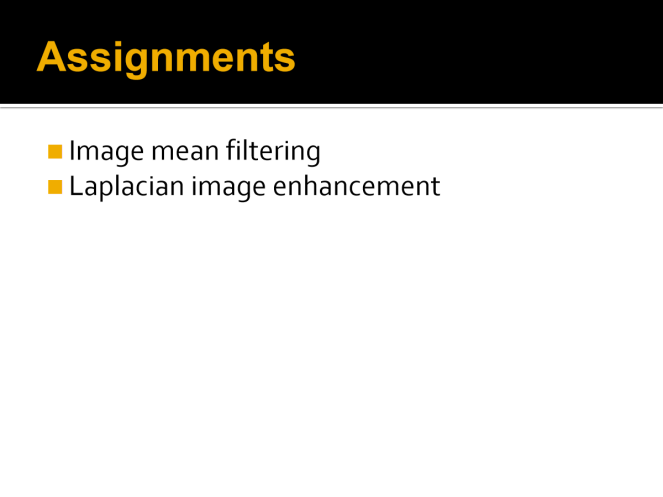 Assignments
Image mean filtering
Laplacian image enhancement